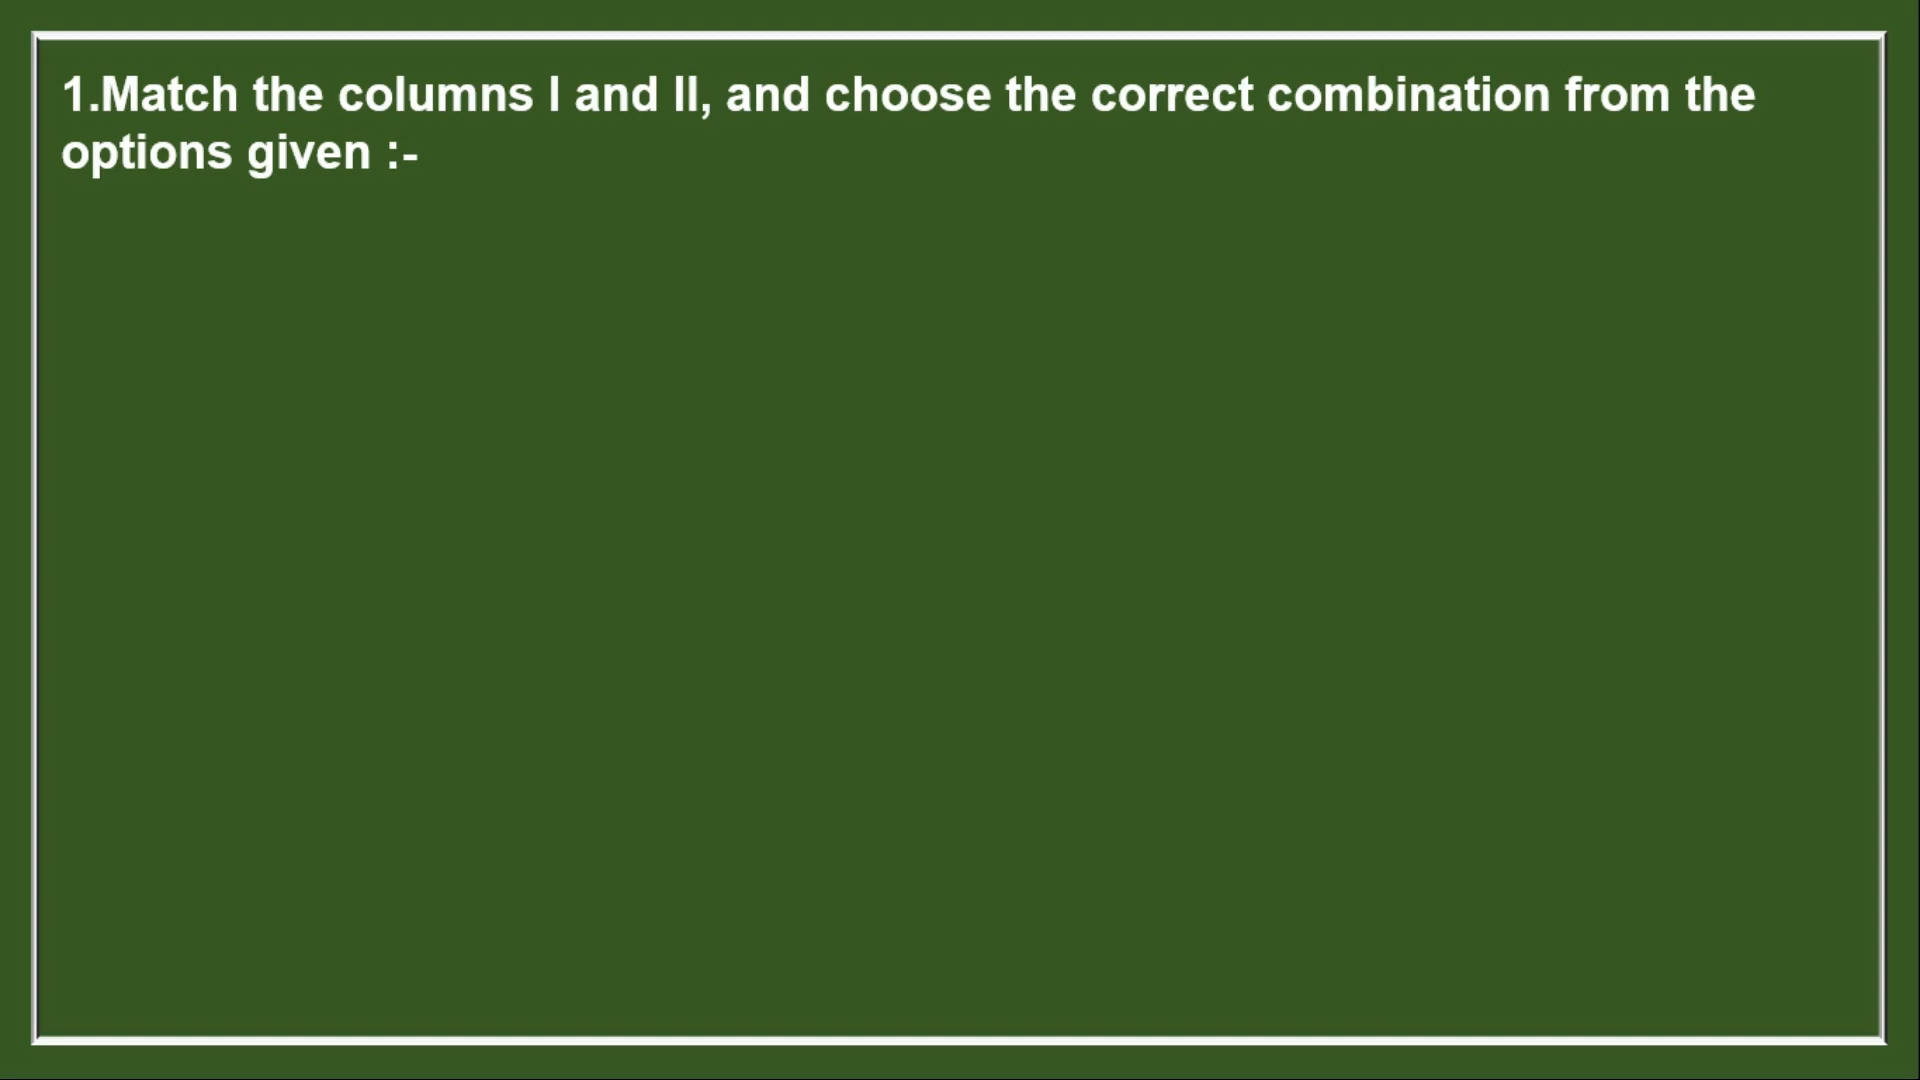 1.Match the columns I and II, and choose the correct combination from the
options given :-